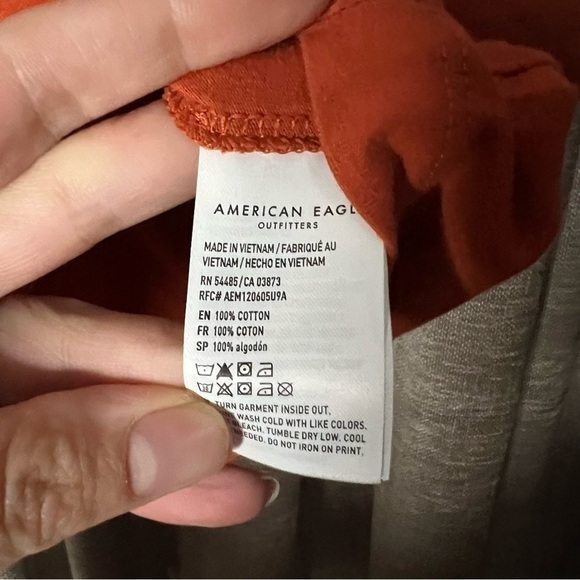 AMERICAN EAGL
OUTFITTERS
MADE IN VIETNAM / FABRIQUÉ AU
VIETNAM / HECHO EN VIETNAM
RN 54485/CA 03873
RFC# AEM120605U9A
EN 100% COTTON
FR 100% COTON
SP 100% algodón
TURN GARMENT INSIDE OUT.
WASH COLD WITH LIKE COLORS.
BLEACH. TUMBLE DRY LOW. COOL
DO NOT IRON ON PRINT.